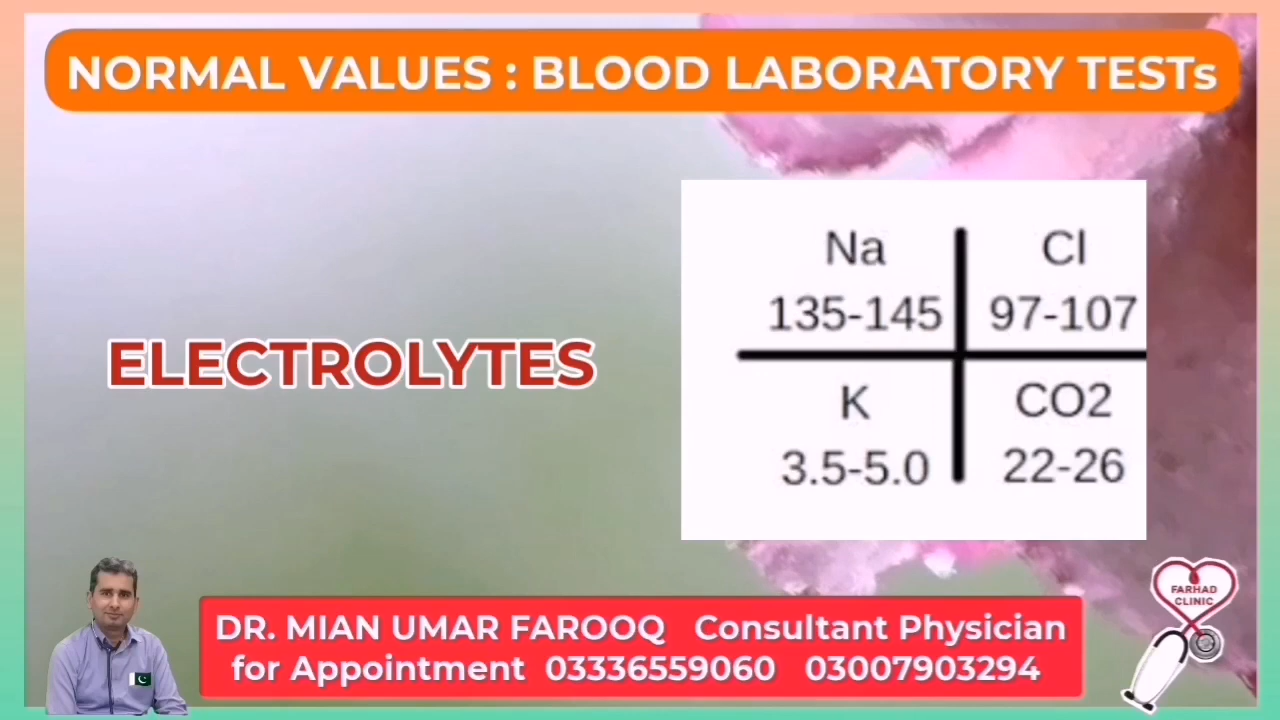 NORMAL VALUES : BLOOD LABORATORY TESTs
ELECTROLYTES
Na Cl
135-145 97-107
K CO2
3.5-5.0 22-26
FARHAD
CLINIC
DR. MIAN UMAR FAROOQ Consultant Physician
for Appointment 03336559060 03007903294